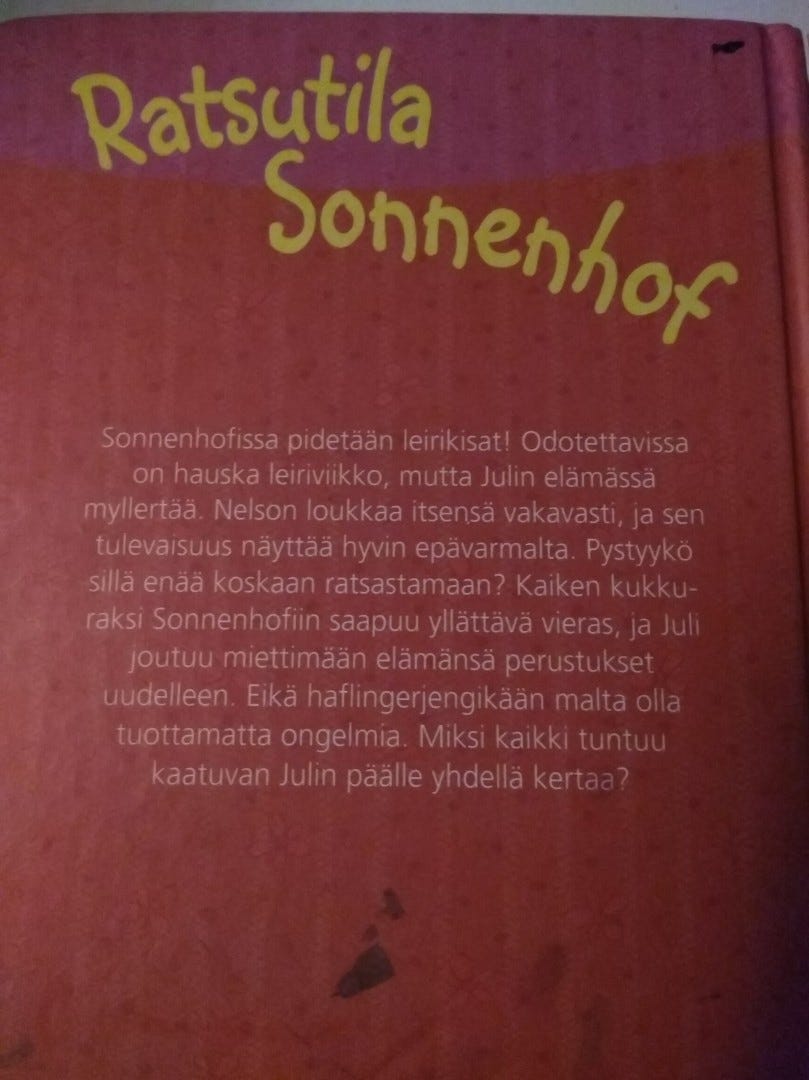 Ratsutila
Sonnenhof
Sonnenhofissa pidetään leirikisat! Odotettavissa
on hauska leiriviikko, mutta Julin elämässä
myllertää. Nelson loukkaa itsensä vakavasti, ja sen
tulevaisuus näyttää hyvin epävarmalta. Pystyykö
sillä enää koskaan ratsastamaan? Kaiken kukku-
raksi Sonnenhofiin saapuu yllättävä vieras, ja Juli
joutuu miettimään elämänsä perustukset
uudelleen. Eikä haflingerjengikään malta olla
tuottamatta ongelmia. Miksi kaikki tuntuu
kaatuvan Julin päälle yhdellä kertaa?